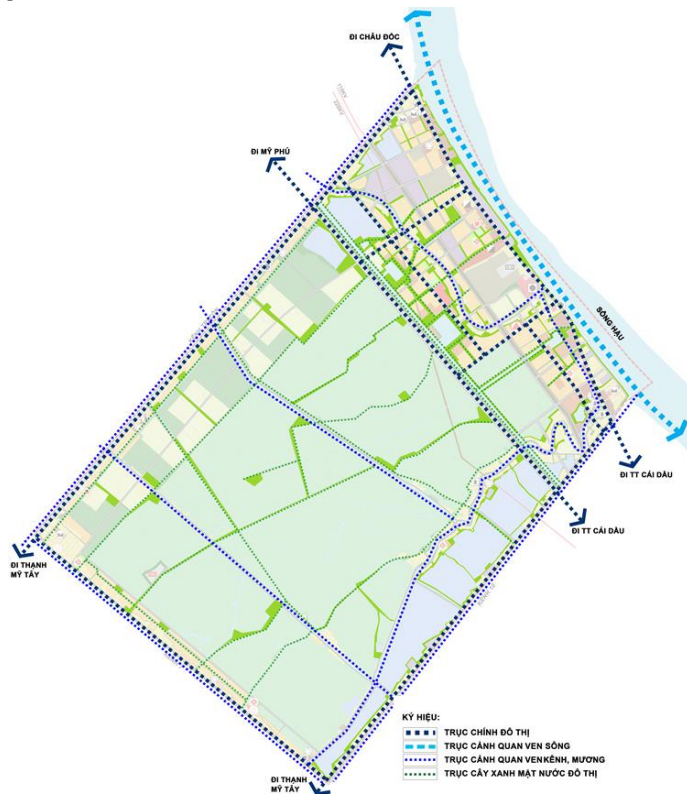 ĐI CHÂU ĐỐC
ĐI MỸ PHÚ
SÔNG HẬU
ĐI TT CÁI DẦU
ĐI TT CÁI DẦU
ĐI THẠNH
MỸ TÂY
KÝ HIỆU:
TRỤC CHÍNH ĐÔ THỊ
TRỤC CẢNH QUAN VEN SÔNG
TRỤC CẢNH QUAN VEN KÊNH, MƯƠNG
TRỤC CÂY XANH MẶT NƯỚC ĐÔ THỊ
ĐI THẠNH
MỸ TÂY